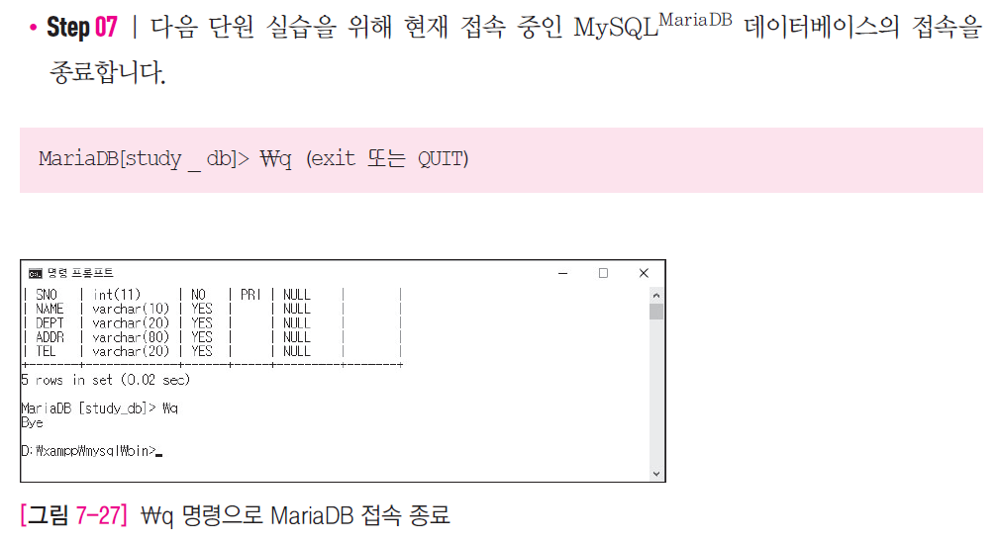 • Step 07 | 다음 단원 실습을 위해 현재 접속 중인 MySQL MariaDB 데이터베이스의 접속을
종료합니다.
MariaDB[study _ db]> ₩q (exit 또는 QUIT)
명령 프롬프트
| SNO | int(11) | NO | PRI | NULL | |
| NAME | varchar(10) | YES | | NULL | |
| DEPT | varchar(20) | YES | | NULL | |
| ADDR | varchar(80) | YES | | NULL | |
| TEL | varchar(20) | YES | | NULL | |
+-------+-------------+------+-----+---------+-------+
5 rows in set (0.02 sec)
MariaDB [study_db]> ₩q
Bye
D:₩xampp₩mysql₩bin>_
[그림 7-27] ₩q 명령으로 MariaDB 접속 종료